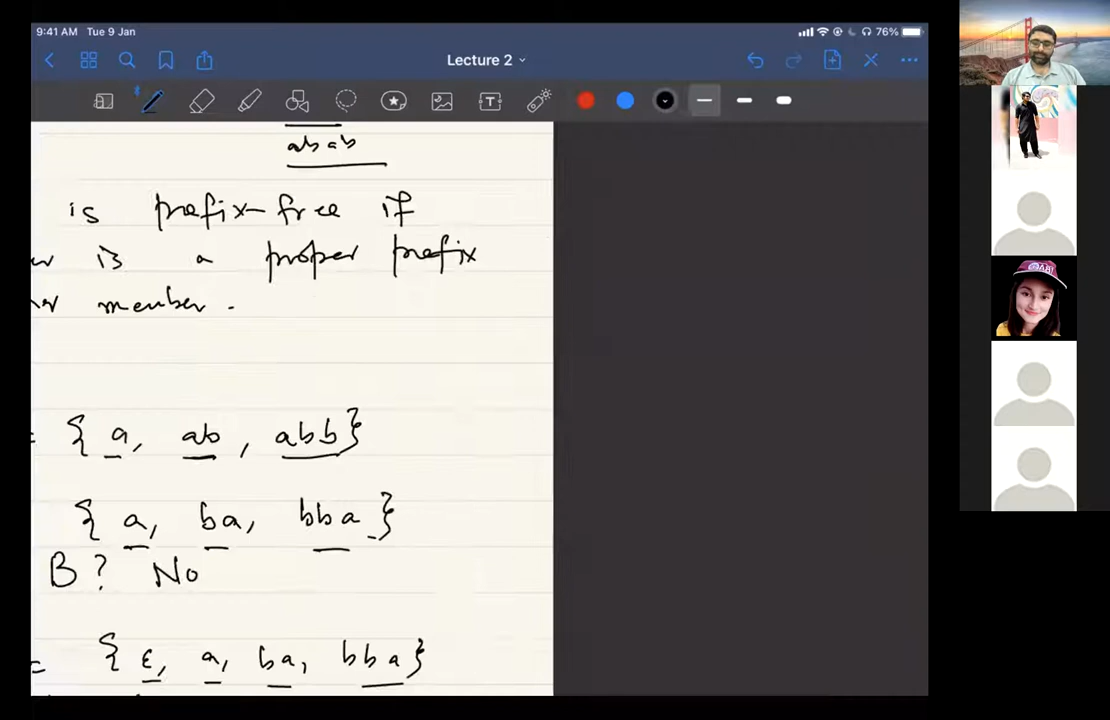 9:41 AM Tue 9 Jan
76%
Lecture 2
abab
is prefix-free if
is a proper prefix
member.
= { a, ab, abb}
{ a, ba, bba }
B? No
= { ε, a, ba, bba}